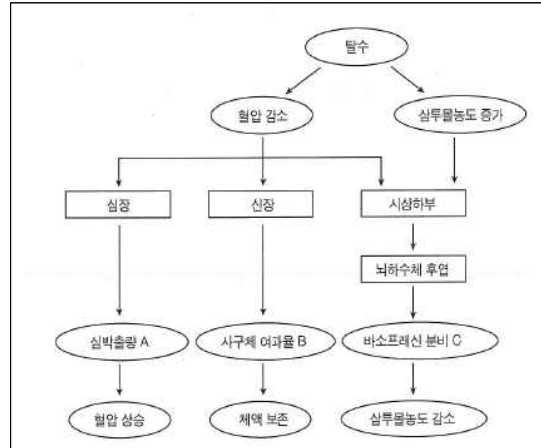 탈수
혈압 감소
삼투몰농도 증가
심장
신장
시상하부
뇌하수체 후엽
심박출량 A
사구체 여과율 B
바소프레신 분비 C
혈압 상승
체액 보존
삼투몰농도 감소